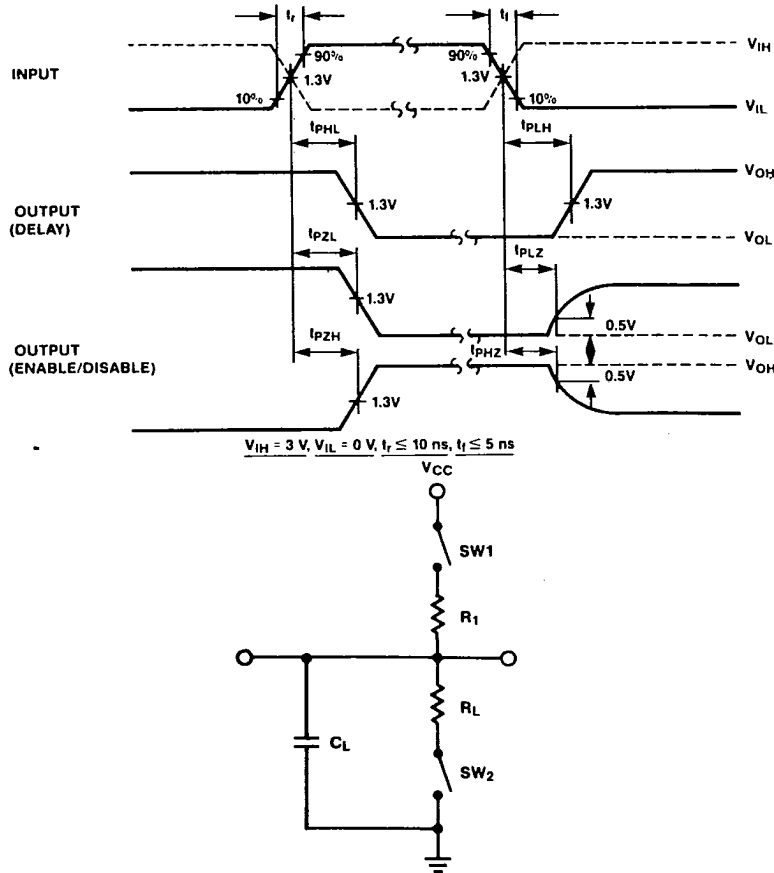 tr
tf
90%
90%
VIH
INPUT
1.3V
1.3V
10%
10%
VIL
tPHL
tPLH
VOH
OUTPUT
(DELAY)
1.3V
1.3V
VOL
tPZL
tPLZ
1.3V
0.5V
VOL
OUTPUT
(ENABLE/DISABLE)
tPZH
tPHZ
VOH
0.5V
1.3V
VIH = 3 V, VIL = 0 V, tr ≤ 10 ns, tf ≤ 5 ns
VCC
SW1
R1
RL
CL
SW2